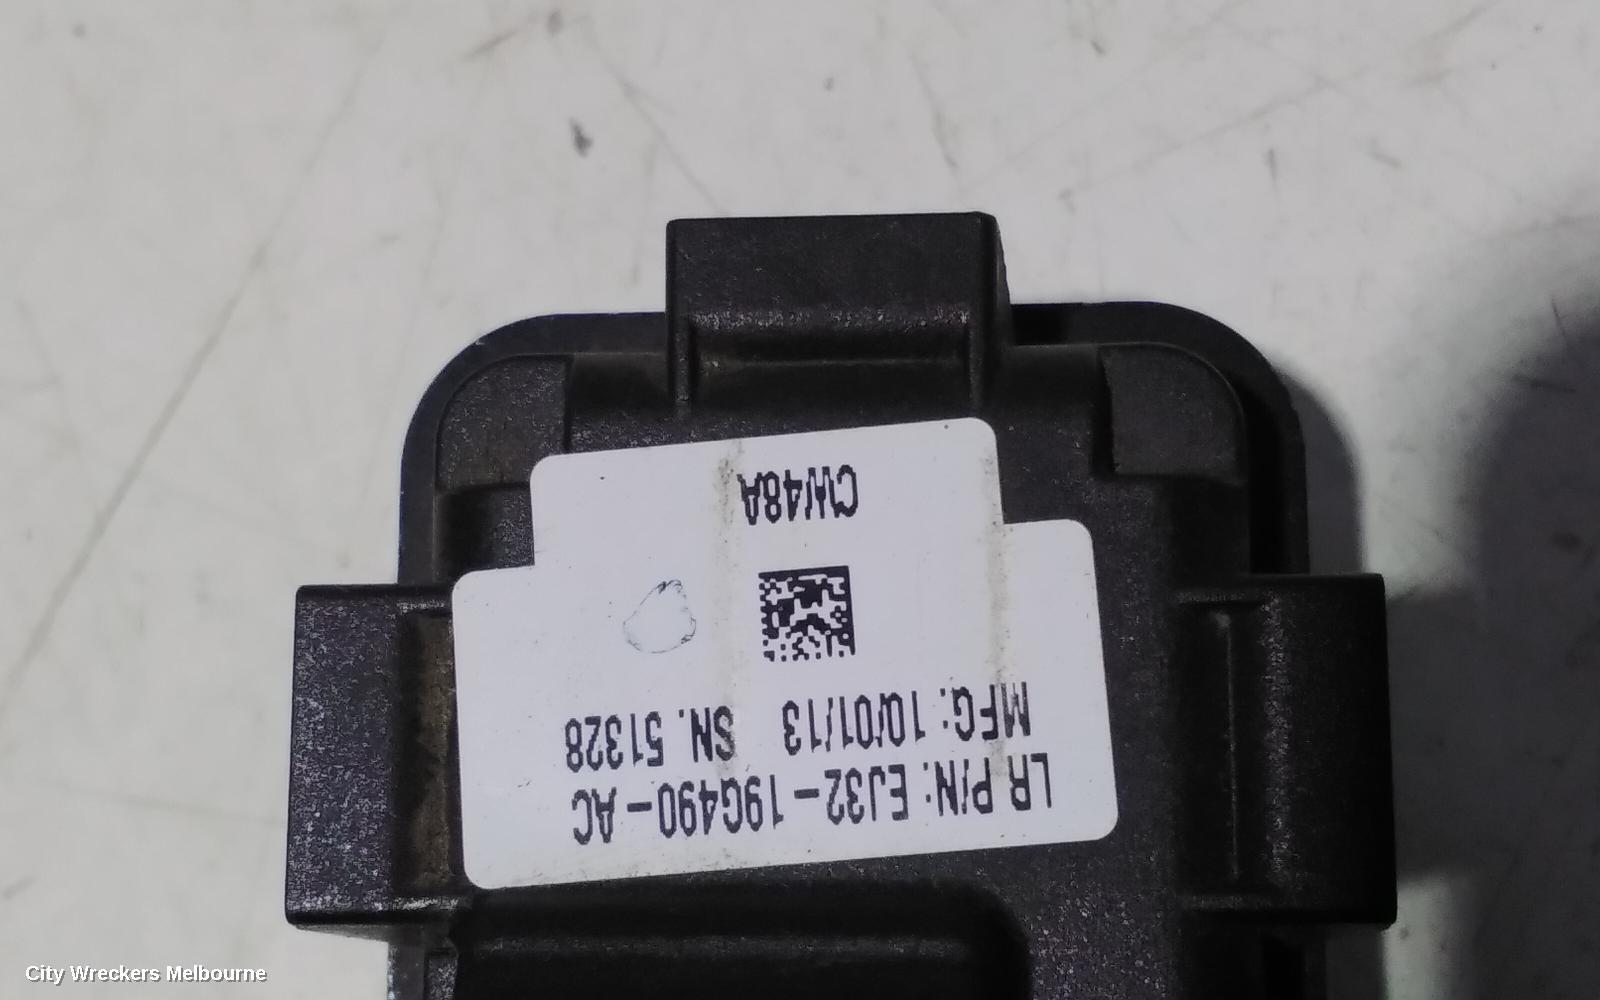 LR P/N: EJ32-19G490-AC
MFG: 10/01/13 SN: 51328
CW48A
City Wreckers Melbourne